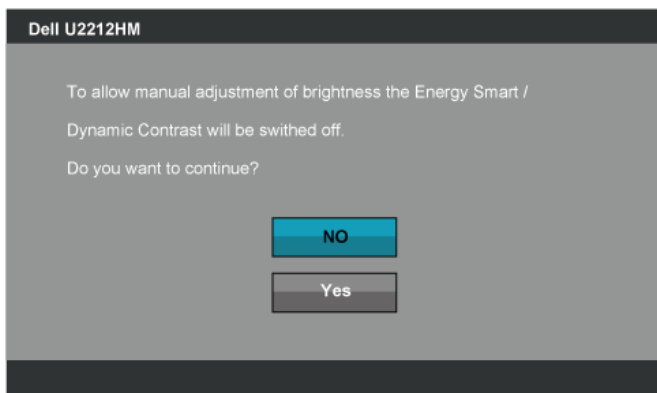 Dell U2212HM
To allow manual adjustment of brightness the Energy Smart /
Dynamic Contrast will be swithed off.
Do you want to continue?
NO
Yes